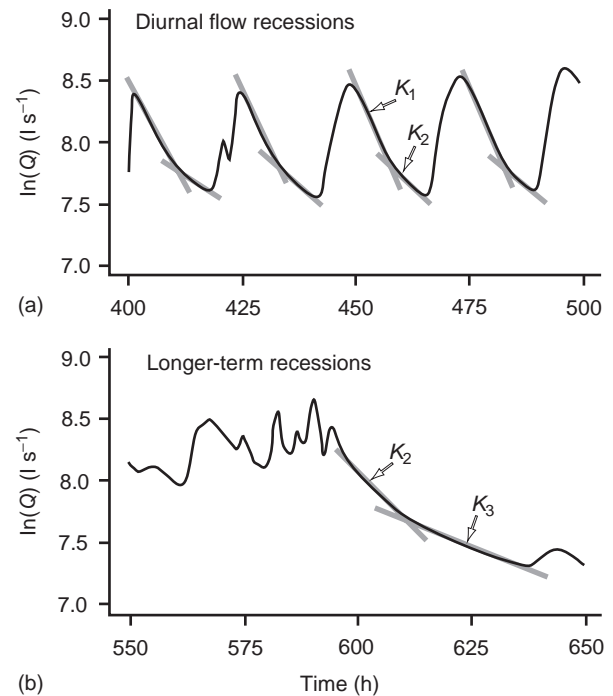 Diurnal flow recessions
9.0
8.5
8.0
7.5
7.0
ln(Q) (l s⁻¹)
K₁
K₂
400 425 450 475 500
(a)
Longer-term recessions
9.0
8.5
8.0
7.5
7.0
ln(Q) (l s⁻¹)
K₂
K₃
550 575 600 625 650
Time (h)
(b)